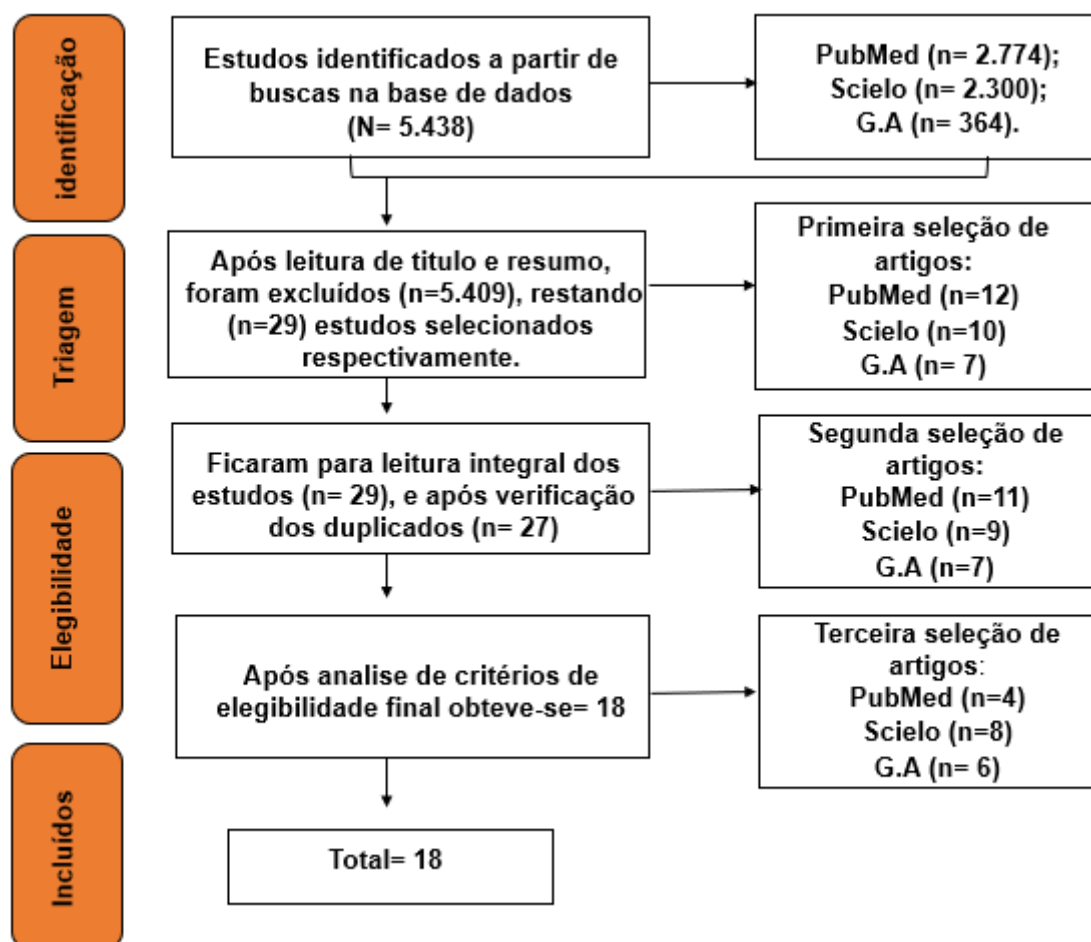 identificação
Estudos identificados a partir de
buscas na base de dados
(N= 5.438)
PubMed (n= 2.774);
Scielo (n= 2.300);
G.A (n= 364).
Triagem
Após leitura de titulo e resumo,
foram excluídos (n=5.409), restando
(n=29) estudos selecionados
respectivamente.
Primeira seleção de
artigos:
PubMed (n=12)
Scielo (n=10)
G.A (n= 7)
Elegibilidade
Ficaram para leitura integral dos
estudos (n= 29), e após verificação
dos duplicados (n= 27)
Segunda seleção de
artigos:
PubMed (n=11)
Scielo (n=9)
G.A (n=7)
Após analise de critérios de
elegibilidade final obteve-se= 18
Terceira seleção de
artigos:
PubMed (n=4)
Scielo (n=8)
G.A (n= 6)
Incluídos
Total= 18